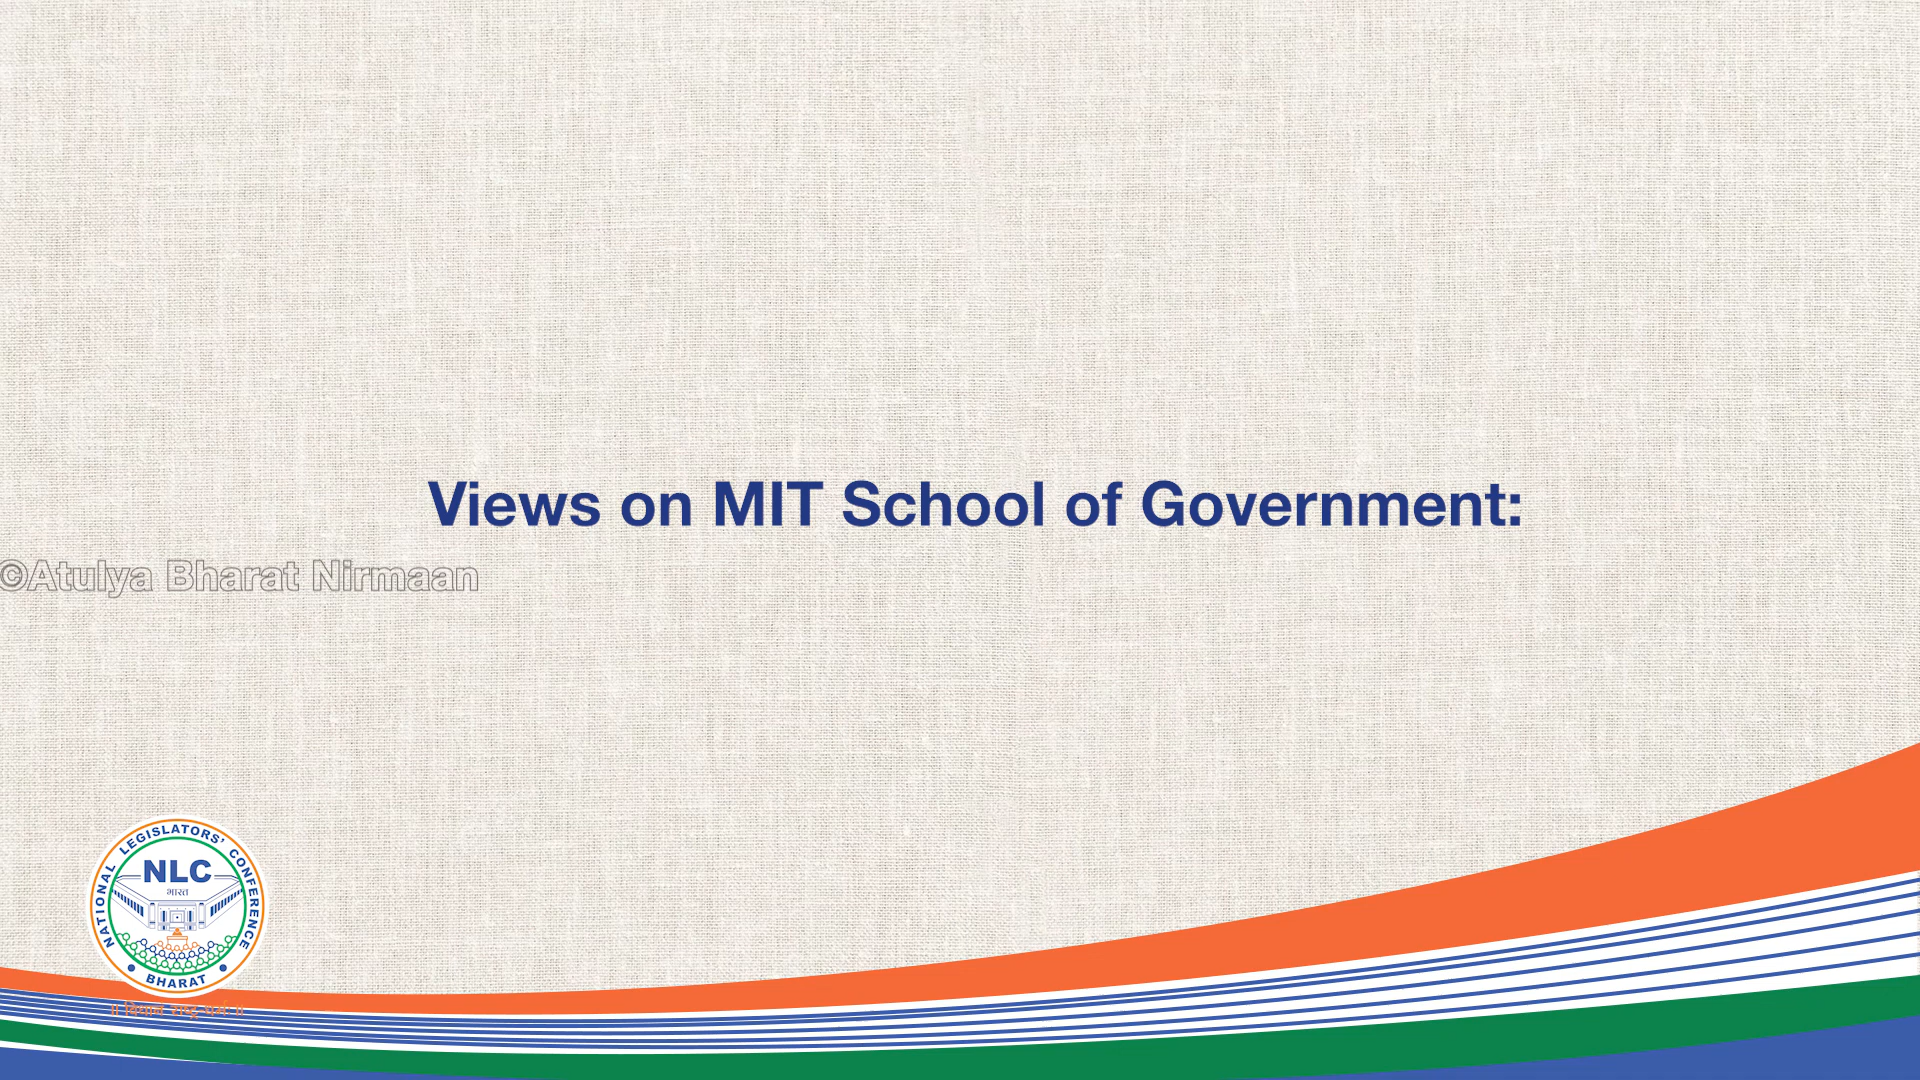 Views on MIT School of Government:
©Atulya Bharat Nirmaan
NATIONAL LEGISLATORS' CONFERENCE
NLC
भारत
BHARAT